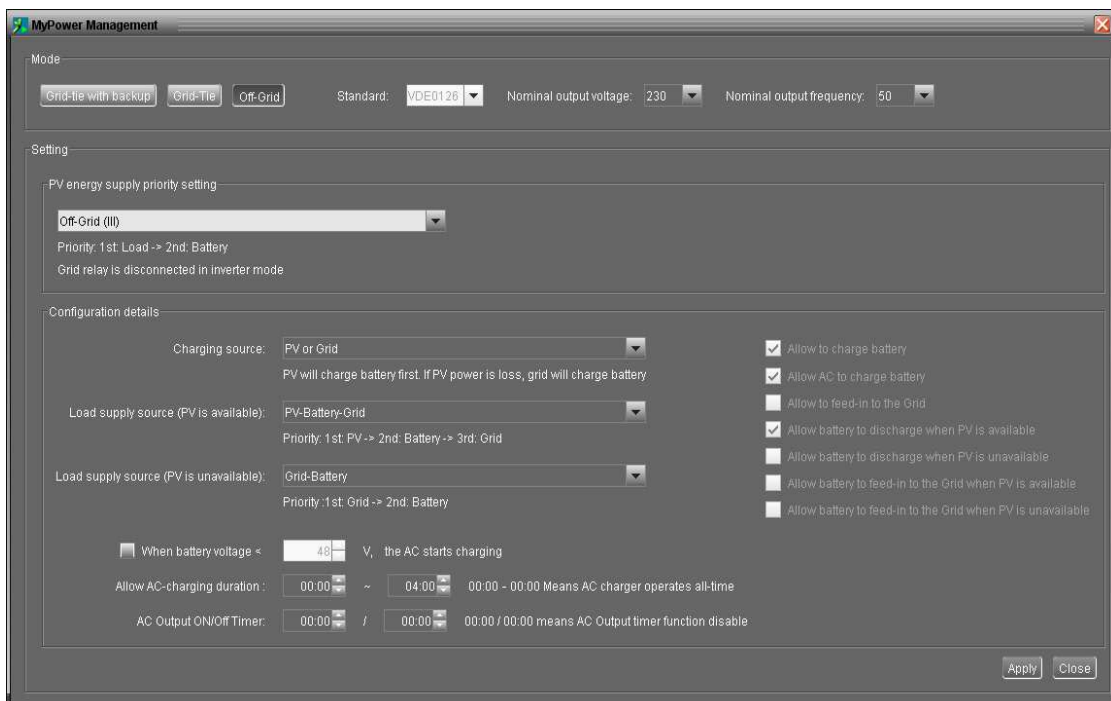 MyPower Management
Mode
Grid-tie with backup Grid-Tie Off-Grid Standard: VDE0126 Nominal output voltage: 230 Nominal output frequency: 50
Setting
PV energy supply priority setting
Off-Grid (III)
Priority: 1st: Load -> 2nd: Battery
Grid relay is disconnected in inverter mode
Configuration details
Charging source: PV or Grid
PV will charge battery first. If PV power is loss, grid will charge battery
Load supply source (PV is available): PV-Battery-Grid
Priority: 1st: PV -> 2nd: Battery -> 3rd: Grid
Load supply source (PV is unavailable): Grid-Battery
Priority :1st: Grid -> 2nd: Battery
Allow to charge battery
Allow AC to charge battery
Allow to feed-in to the Grid
Allow battery to discharge when PV is available
Allow battery to discharge when PV is unavailable
Allow battery to feed-in to the Grid when PV is available
Allow battery to feed-in to the Grid when PV is unavailable
When battery voltage < 48 V, the AC starts charging
Allow AC-charging duration : 00:00 ~ 04:00 00:00 - 00:00 Means AC charger operates all-time
AC Output ON/Off Timer: 00:00 / 00:00 00:00 / 00:00 means AC Output timer function disable
Apply Close